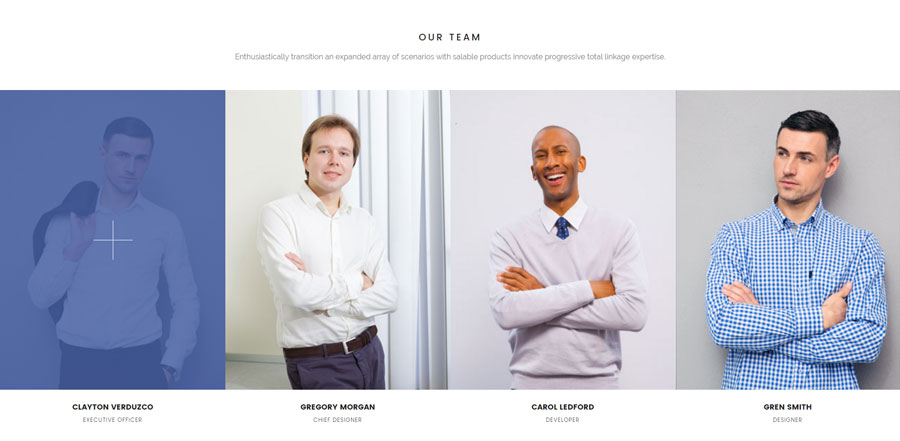 OUR TEAM
Enthusiastically transition an expanded array of scenarios with salable products innovate progressive total linkage expertise.
CLAYTON VERDUZCO
EXECUTIVE OFFICER
GREGORY MORGAN
CHIEF DESIGNER
CAROL LEDFORD
DEVELOPER
GREN SMITH
DESIGNER